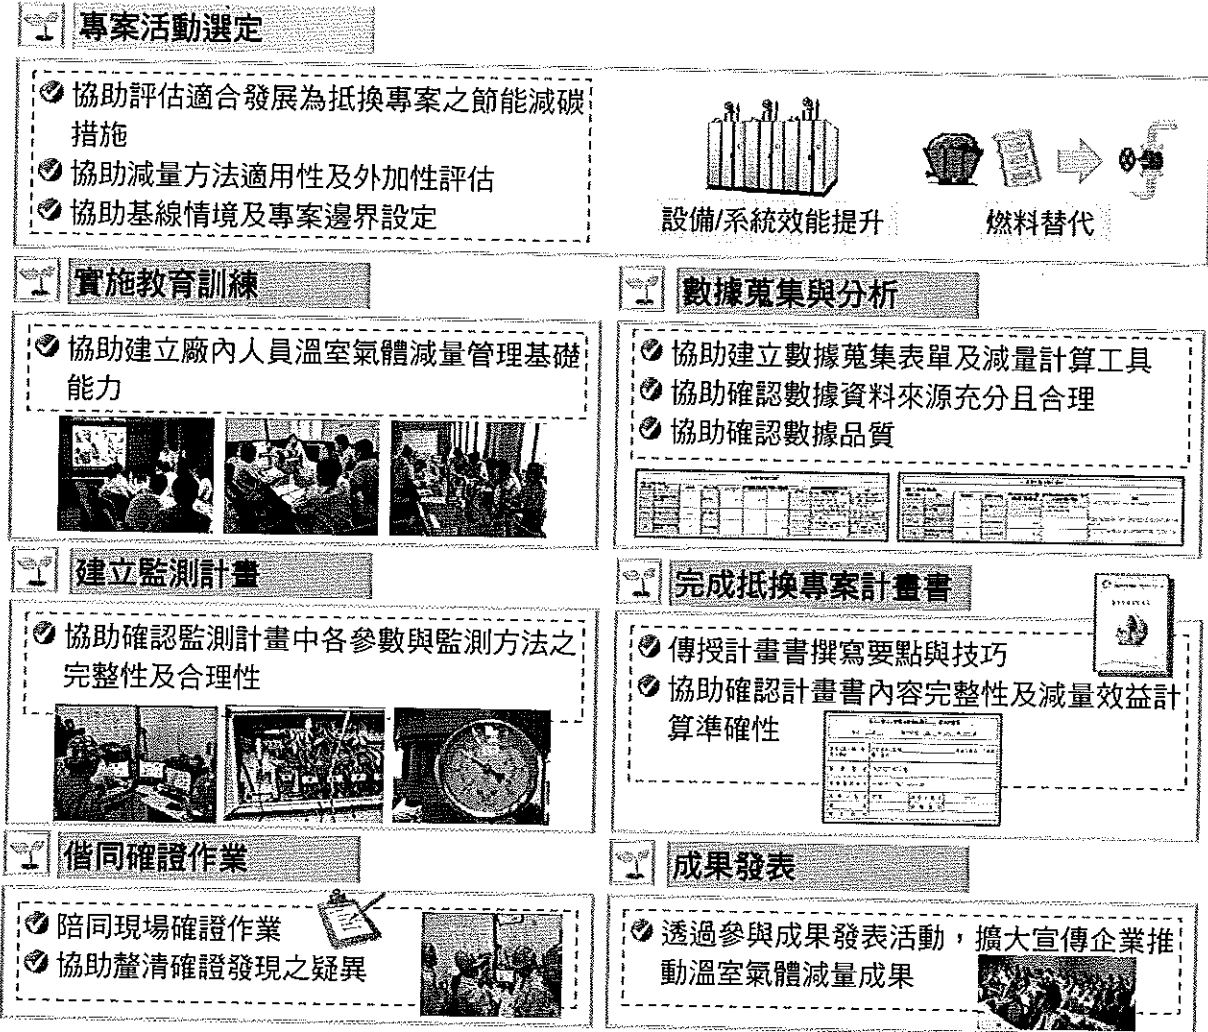 專案活動選定
協助評估適合發展為抵換專案之節能減碳
措施
協助減量方法適用性及外加性評估
協助基線情境及專案邊界設定
設備/系統效能提升
燃料替代
實施教育訓練
協助建立廠內人員溫室氣體減量管理基礎
能力
數據蒐集與分析
協助建立數據蒐集表單及減量計算工具
協助確認數據資料來源充分且合理
協助確認數據品質
建立監測計畫
協助確認監測計畫中各參數與監測方法之
完整性及合理性
完成抵換專案計畫書
傳授計畫書撰寫要點與技巧
協助確認計畫書內容完整性及減量效益計
算準確性
偕同確證作業
陪同現場確證作業
協助釐清確證發現之疑異
成果發表
透過參與成果發表活動，擴大宣傳企業推
動溫室氣體減量成果